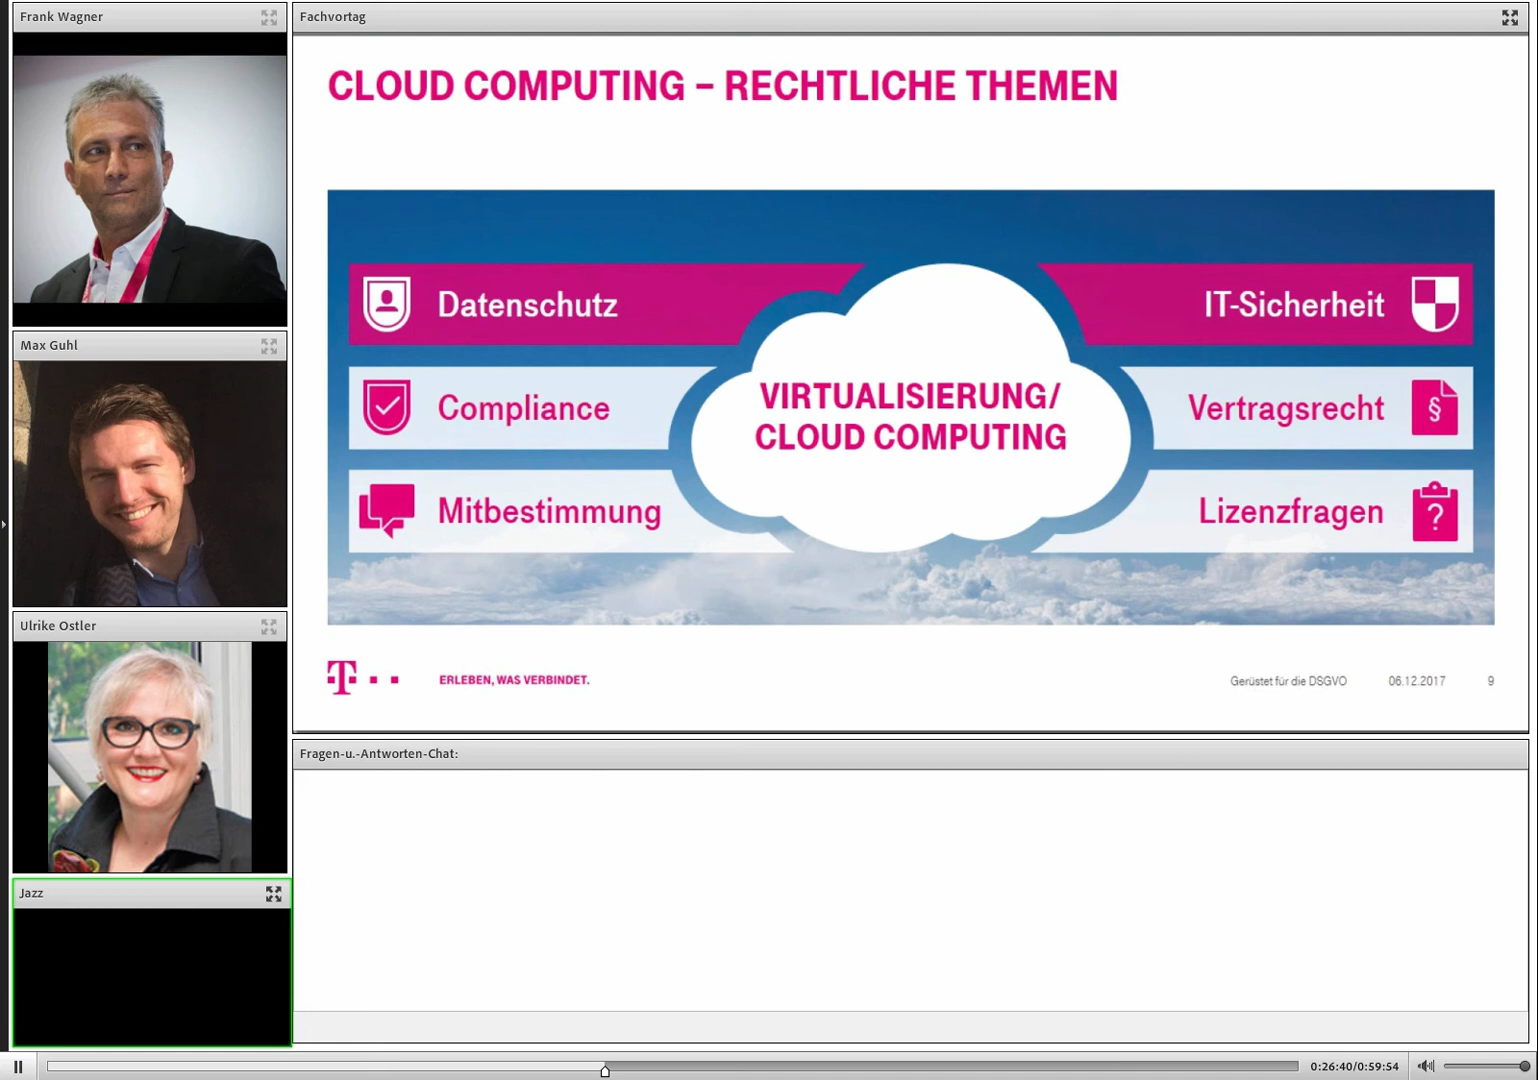 Frank Wagner
Fachvortag
CLOUD COMPUTING – RECHTLICHE THEMEN
Datenschutz
IT-Sicherheit
Compliance
VIRTUALISIERUNG/
CLOUD COMPUTING
Vertragsrecht
§
Mitbestimmung
Lizenzfragen
?
T
ERLEBEN, WAS VERBINDET.
Gerüstet für die DSGVO 06.12.2017 9
Max Guhl
Ulrike Ostler
Jazz
Fragen-u.-Antworten-Chat:
0:26:40/0:59:54